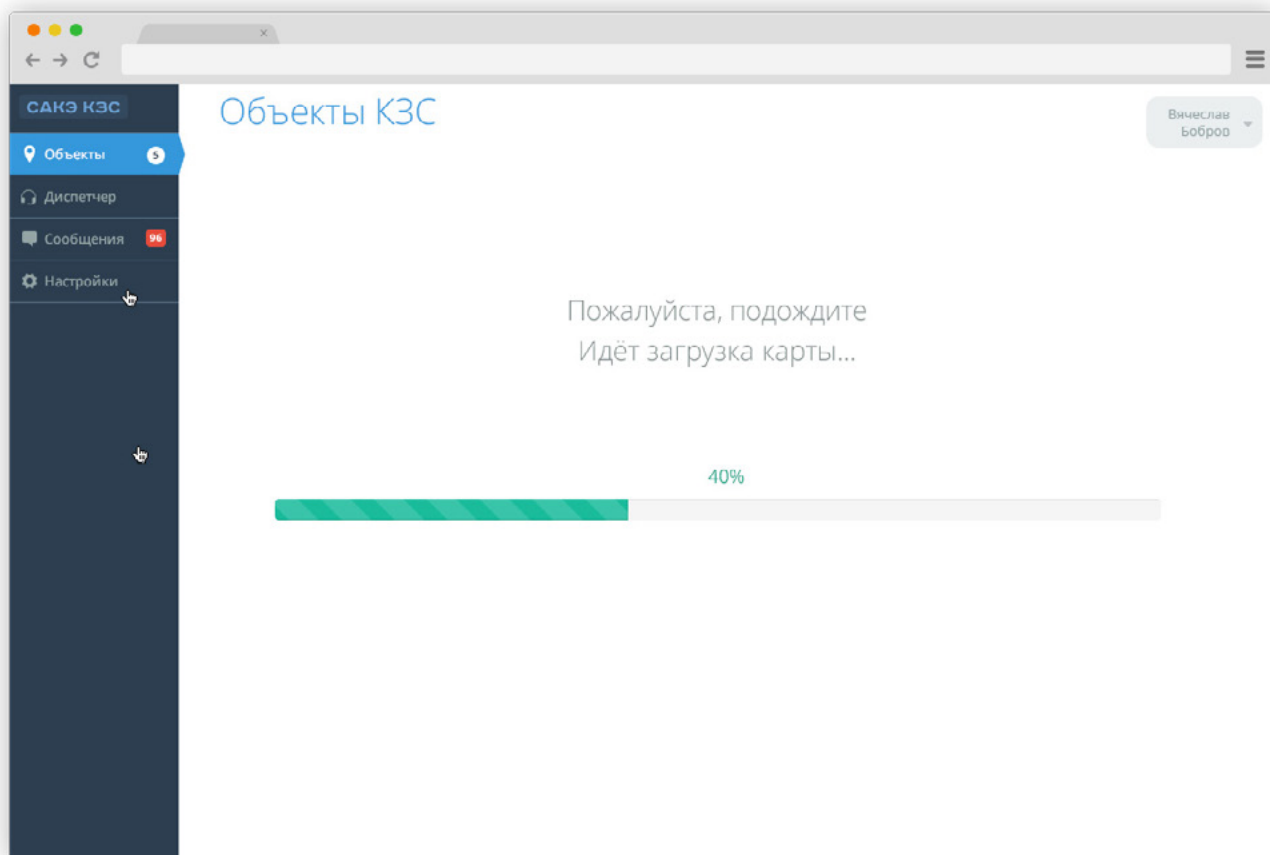 САКЭ КЗС
Объекты КЗС
Вячеслав
Бобров
Объекты 5
Диспетчер
Сообщения 96
Настройки
Пожалуйста, подождите
Идёт загрузка карты...
40%